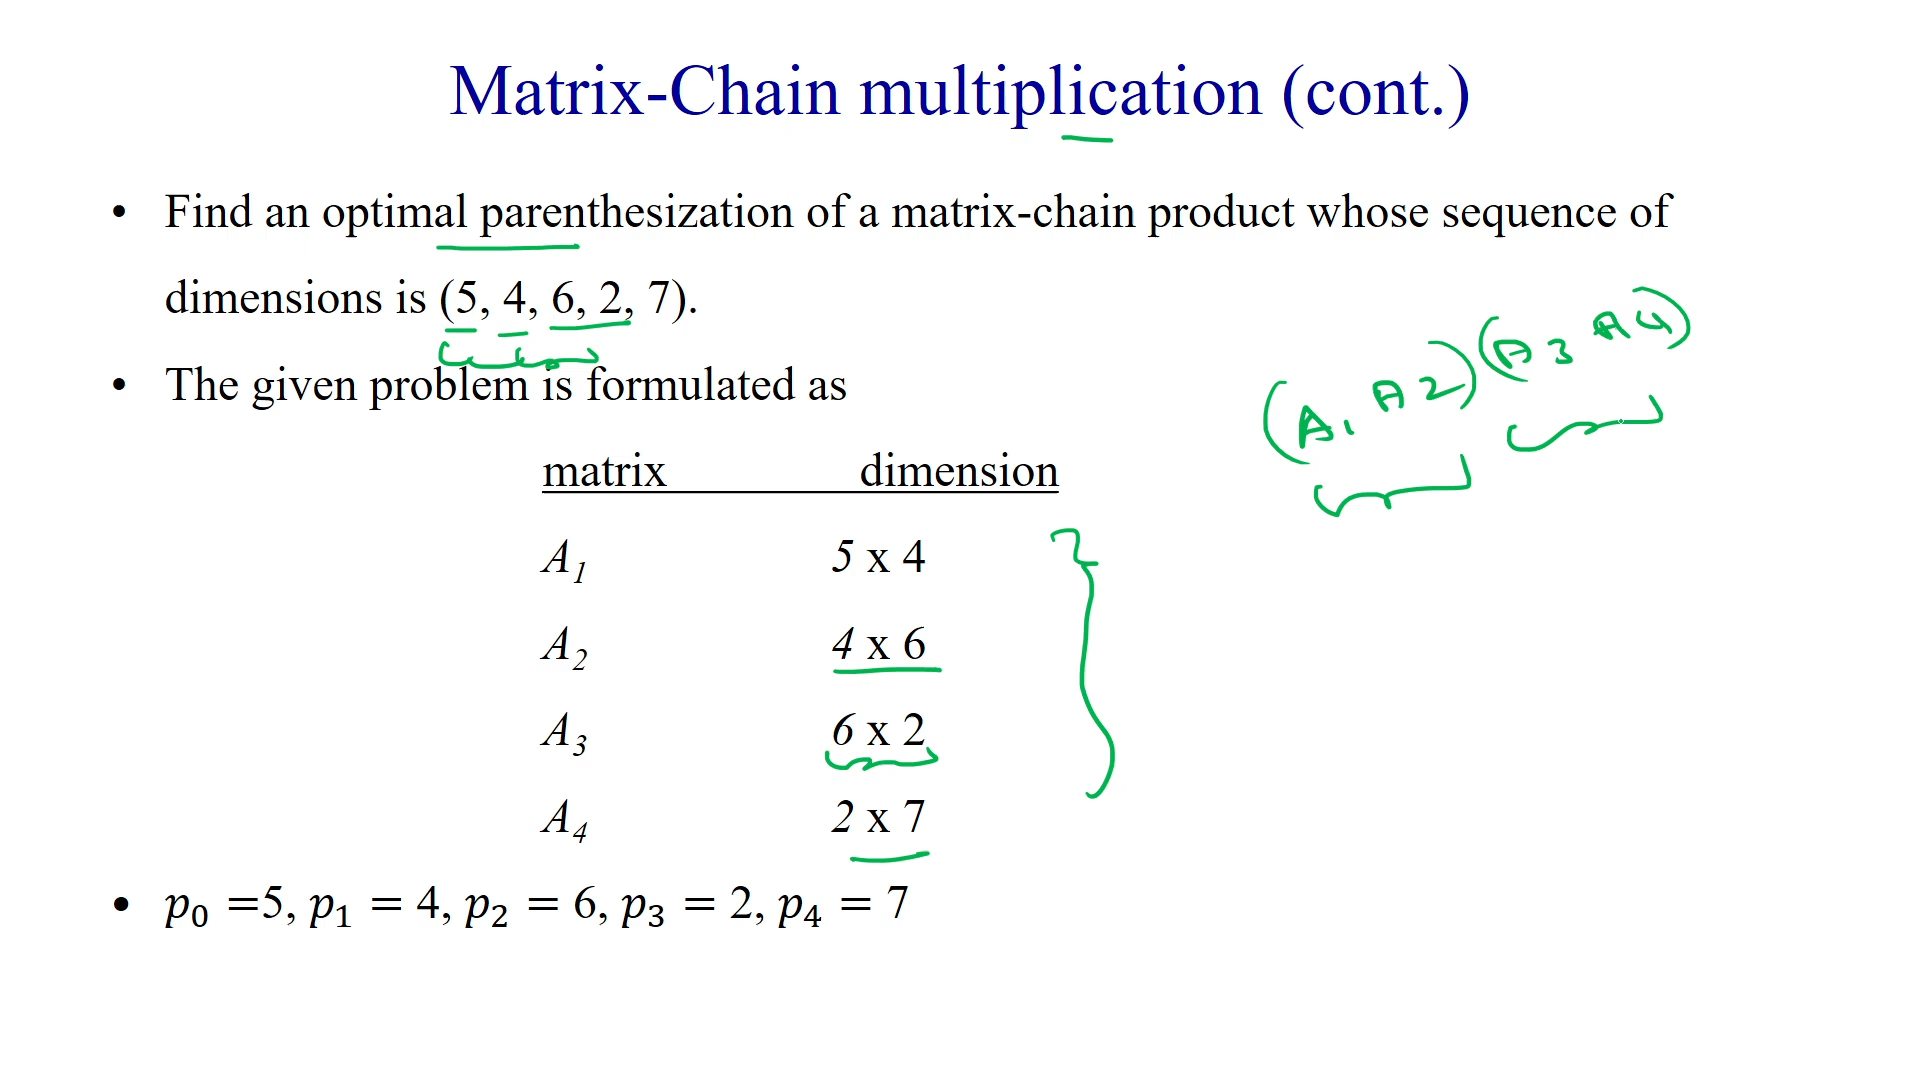 Matrix-Chain multiplication (cont.)
• Find an optimal parenthesization of a matrix-chain product whose sequence of
dimensions is (5, 4, 6, 2, 7).
(A1 A2)(A3 A4)
• The given problem is formulated as
matrix dimension
A1 5 x 4
A2 4 x 6
A3 6 x 2
A4 2 x 7
• p0 =5, p1 = 4, p2 = 6, p3 = 2, p4 = 7